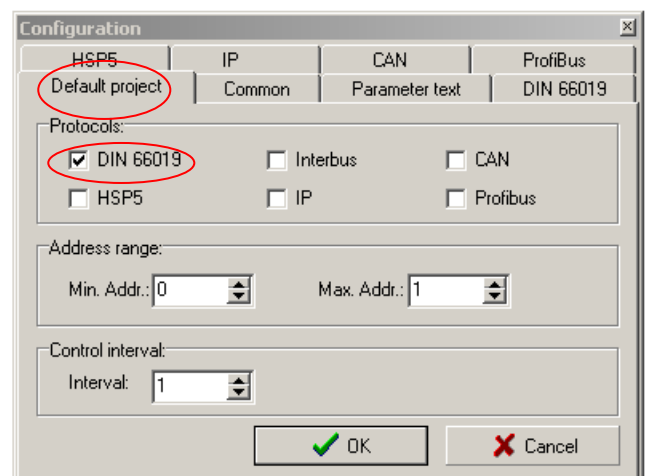 Configuration
HSP5 IP CAN ProfiBus
Default project Common Parameter text DIN 66019
Protocols:
DIN 66019 Interbus CAN
HSP5 IP Profibus
Address range:
Min. Addr.: 0 Max. Addr.: 1
Control interval:
Interval: 1
OK Cancel